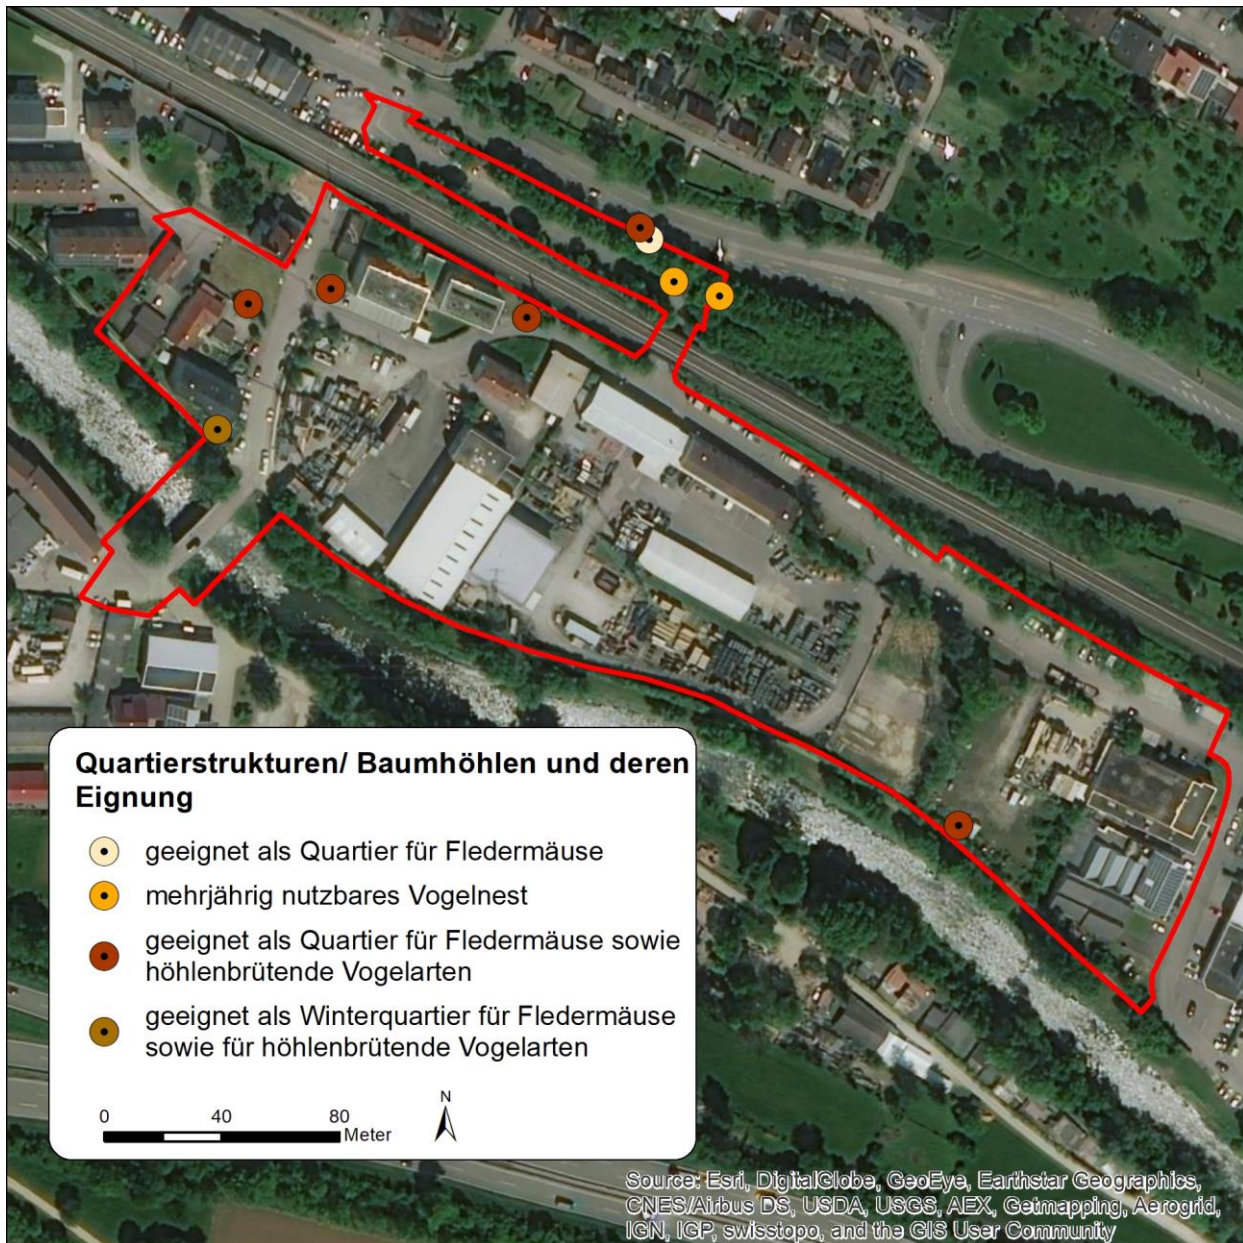 Quartierstrukturen/ Baumhöhlen und deren
Eignung
geeignet als Quartier für Fledermäuse
mehrjährig nutzbares Vogelnest
geeignet als Quartier für Fledermäuse sowie
höhlenbrütende Vogelarten
geeignet als Winterquartier für Fledermäuse
sowie für höhlenbrütende Vogelarten
0 40 80
Meter
N
Source: Esri, DigitalGlobe, GeoEye, Earthstar Geographics,
CNES/Airbus DS, USDA, USGS, AEX, Getmapping, Aerogrid,
IGN, IGP, swisstopo, and the GIS User Community